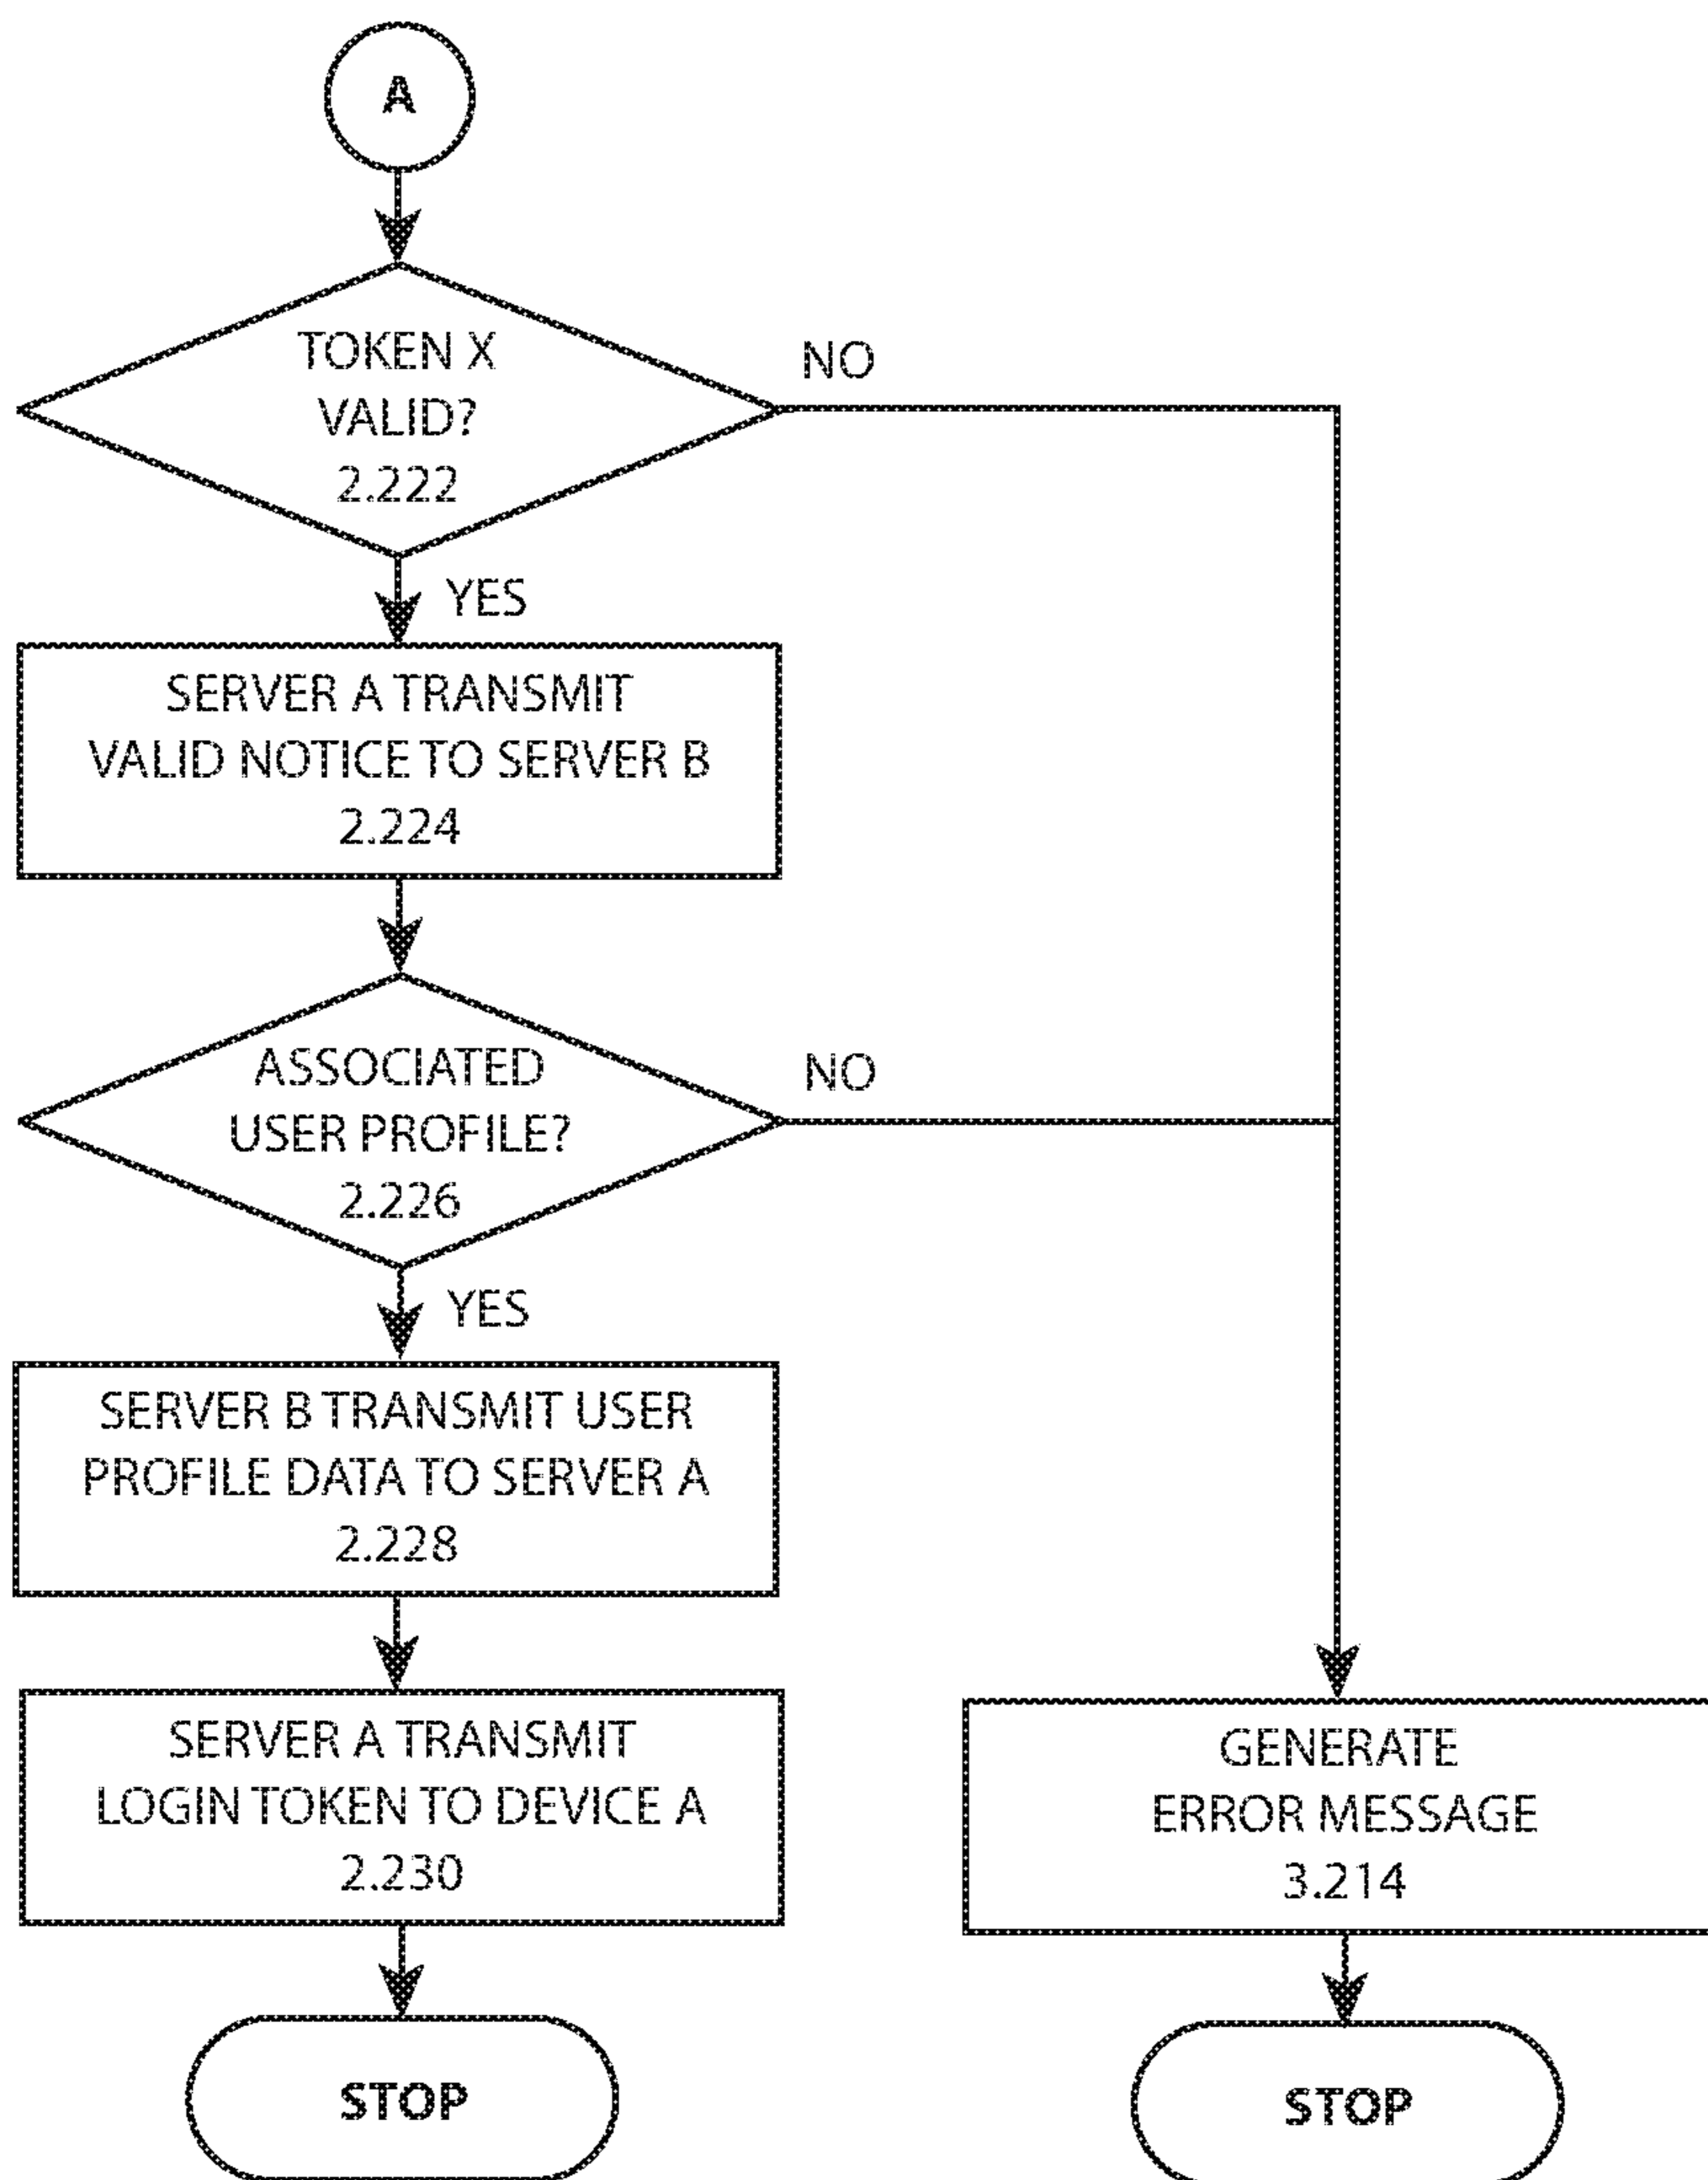 A
TOKEN X
VALID?
2.222
NO
YES
SERVER A TRANSMIT
VALID NOTICE TO SERVER B
2.224
ASSOCIATED
USER PROFILE?
2.226
NO
YES
SERVER B TRANSMIT USER
PROFILE DATA TO SERVER A
2.228
SERVER A TRANSMIT
LOGIN TOKEN TO DEVICE A
2.230
GENERATE
ERROR MESSAGE
3.214
STOP
STOP